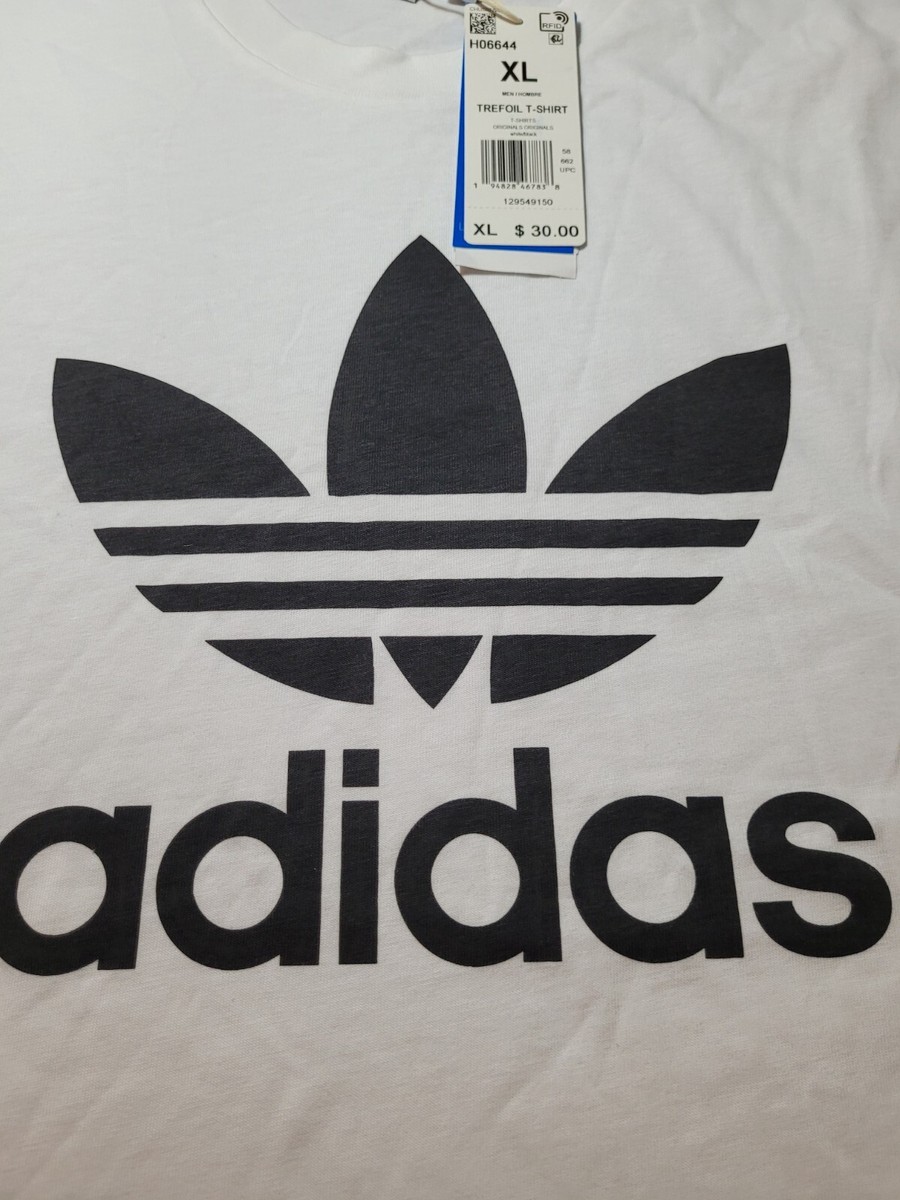 RFID
H06644
XL
MEN / HOMBRE
TREFOIL T-SHIRT
T-SHIRTS
ORIGINALS ORIGINALS
white/black
58
662
UPC
1 94828 46783 8
129549150
XL $ 30.00
adidas